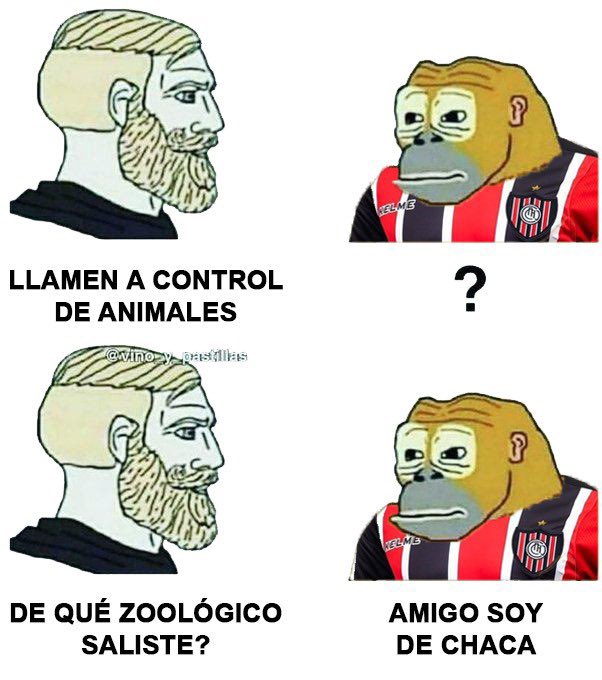 KELME
LLAMEN A CONTROL
DE ANIMALES
?
@vino_y_pastillas
KELME
DE QUÉ ZOOLÓGICO
SALISTE?
AMIGO SOY
DE CHACA